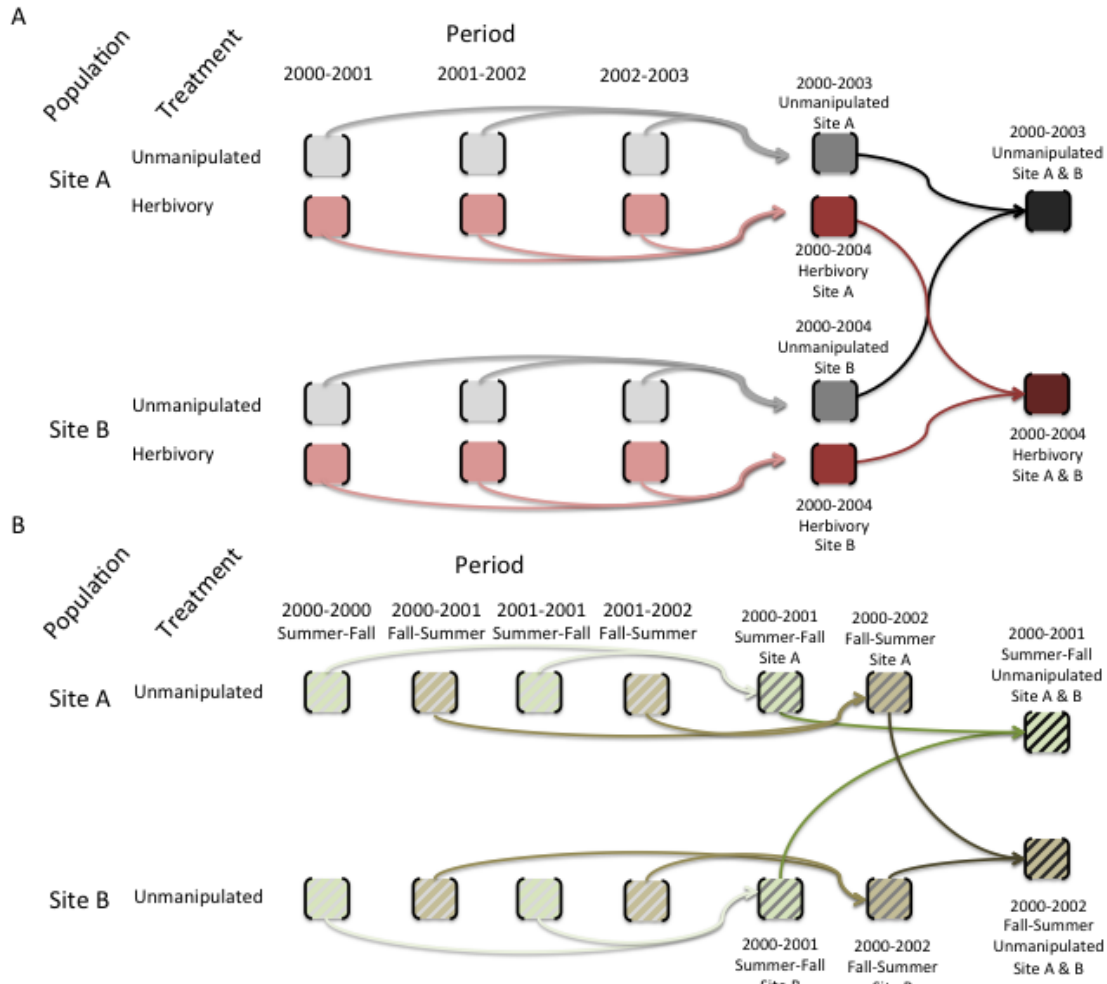 A
Population
Treatment
Period
2000-2001
2001-2002
2002-2003
Site A
Unmanipulated
Herbivory
2000-2003
Unmanipulated
Site A
2000-2004
Herbivory
Site A
2000-2003
Unmanipulated
Site A & B
Site B
Unmanipulated
Herbivory
2000-2004
Unmanipulated
Site B
2000-2004
Herbivory
Site B
2000-2004
Herbivory
Site A & B
B
Population
Treatment
Period
2000-2000
Summer-Fall
2000-2001
Fall-Summer
2001-2001
Summer-Fall
2001-2002
Fall-Summer
2000-2001
Summer-Fall
Site A
2000-2002
Fall-Summer
Site A
2000-2001
Summer-Fall
Unmanipulated
Site A & B
Site A
Unmanipulated
Site B
Unmanipulated
2000-2001
Summer-Fall
Site B
2000-2002
Fall-Summer
Site B
2000-2002
Fall-Summer
Unmanipulated
Site A & B